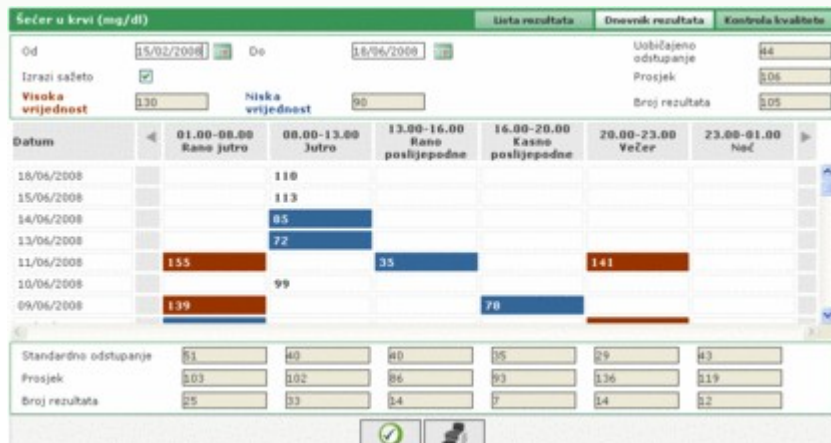 Šećer u krvi (mg/dl) Lista rezultata Dnevnik rezultata Kontrola kvalitete
Od 15/02/2008 Do 18/06/2008 Uobičajeno odstupanje 44
Izrazi sažeto Prosjek 106
Visoka vrijednost 130 Niska vrijednost 90 Broj rezultata 105
Datum 01.00-08.00 Rano jutro 08.00-13.00 Jutro 13.00-16.00 Rano poslijepodne 16.00-20.00 Kasno poslijepodne 20.00-23.00 Večer 23.00-01.00 Noć
18/06/2008 110
15/06/2008 113
14/06/2008 85
13/06/2008 72
11/06/2008 155 35 141
10/06/2008 99
09/06/2008 139 78
Standardno odstupanje 51 40 40 35 29 43
Prosjek 103 102 86 93 136 119
Broj rezultata 25 33 14 7 14 12